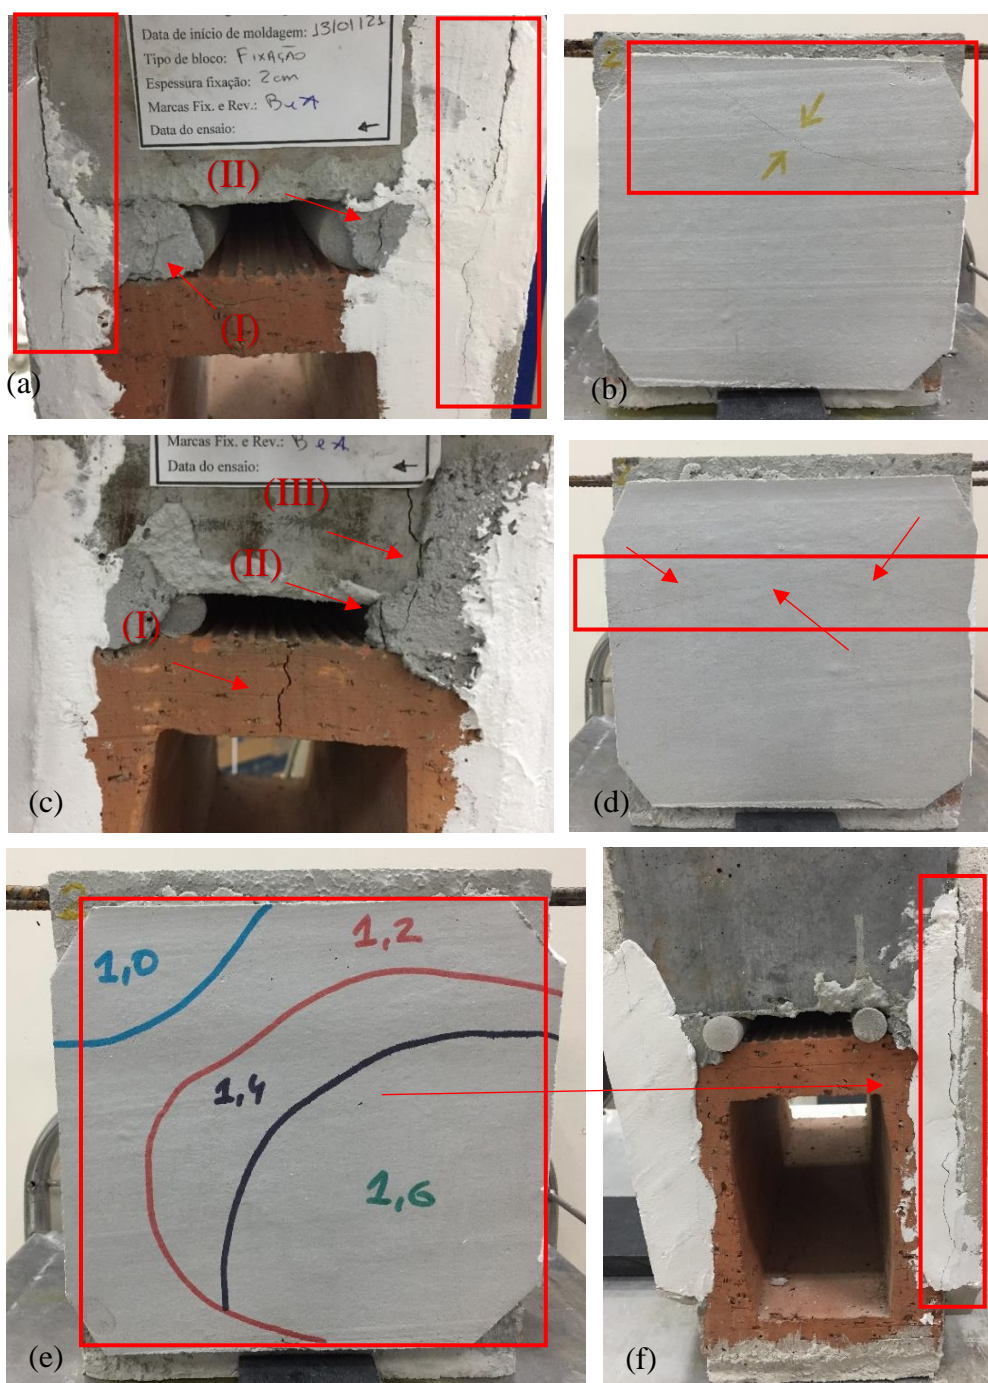 Data de início de moldagem: 13/01/21
Tipo de bloco: FIXAÇÃO
Espessura fixação: 2cm
Marcas Fix. e Rev.: B e A
Data do ensaio:
(II)
(I)
(a)
2
(b)
Marcas Fix. e Rev.: B e A
Data do ensaio:
(III)
(II)
(I)
(c)
(d)
2
1,0
1,2
1,4
1,6
(e)
(f)